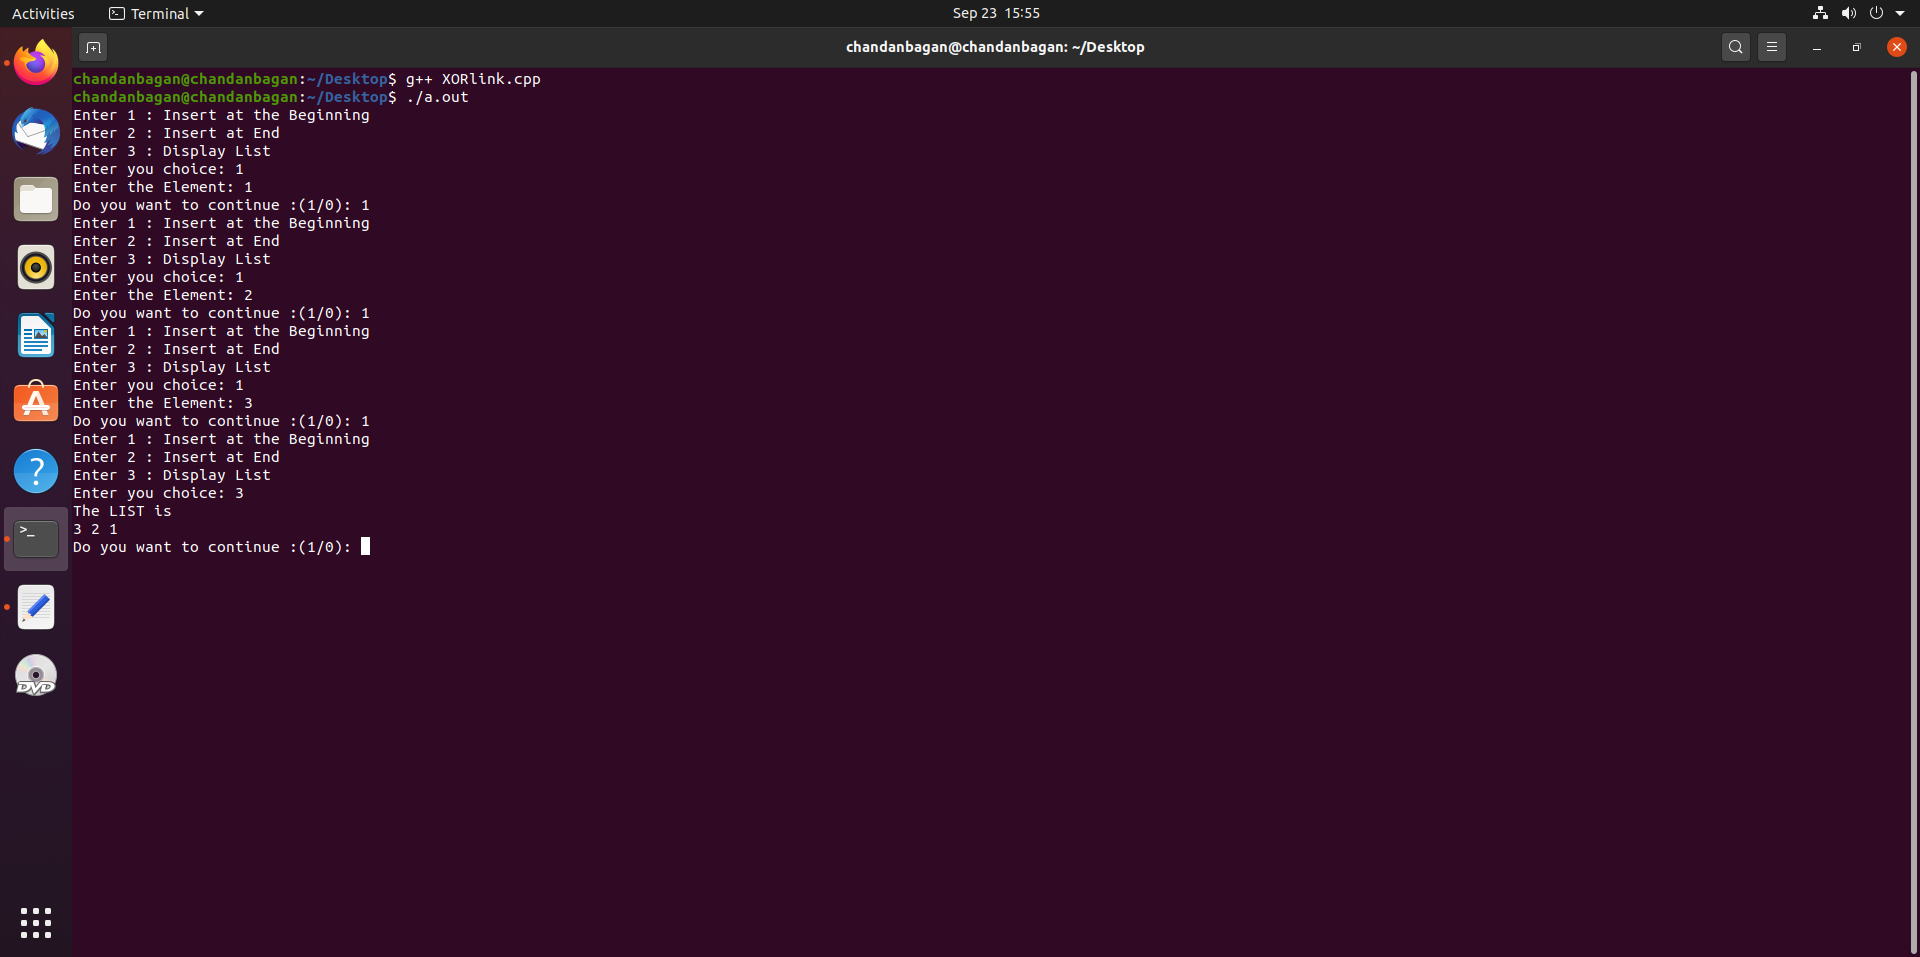 Activities
Terminal
Sep 23 15:55
chandanbagan@chandanbagan: ~/Desktop
chandanbagan@chandanbagan:~/Desktop$ g++ XORlink.cpp
chandanbagan@chandanbagan:~/Desktop$ ./a.out
Enter 1 : Insert at the Beginning
Enter 2 : Insert at End
Enter 3 : Display List
Enter you choice: 1
Enter the Element: 1
Do you want to continue :(1/0): 1
Enter 1 : Insert at the Beginning
Enter 2 : Insert at End
Enter 3 : Display List
Enter you choice: 1
Enter the Element: 2
Do you want to continue :(1/0): 1
Enter 1 : Insert at the Beginning
Enter 2 : Insert at End
Enter 3 : Display List
Enter you choice: 1
Enter the Element: 3
Do you want to continue :(1/0): 1
Enter 1 : Insert at the Beginning
Enter 2 : Insert at End
Enter 3 : Display List
Enter you choice: 3
The LIST is
3 2 1
Do you want to continue :(1/0):
>_
?
DVD